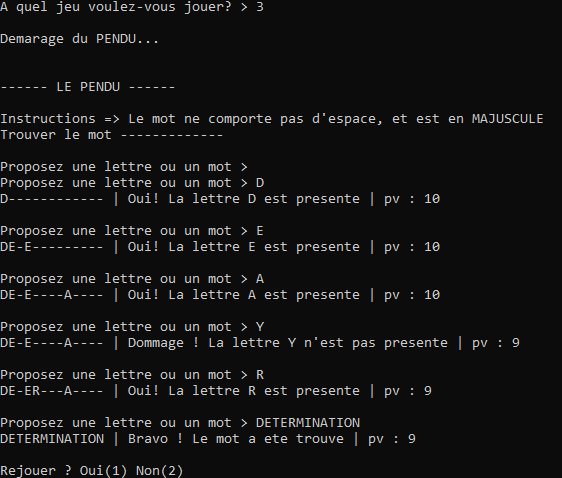 A quel jeu voulez-vous jouer? > 3
Demarage du PENDU...
------ LE PENDU ------
Instructions => Le mot ne comporte pas d'espace, et est en MAJUSCULE
Trouver le mot -------------
Proposez une lettre ou un mot >
Proposez une lettre ou un mot > D
D------------ | Oui! La lettre D est presente | pv : 10
Proposez une lettre ou un mot > E
DE-E--------- | Oui! La lettre E est presente | pv : 10
Proposez une lettre ou un mot > A
DE-E----A---- | Oui! La lettre A est presente | pv : 10
Proposez une lettre ou un mot > Y
DE-E----A---- | Dommage ! La lettre Y n'est pas presente | pv : 9
Proposez une lettre ou un mot > R
DE-ER---A---- | Oui! La lettre R est presente | pv : 9
Proposez une lettre ou un mot > DETERMINATION
DETERMINATION | Bravo ! Le mot a ete trouve | pv : 9
Rejouer ? Oui(1) Non(2)